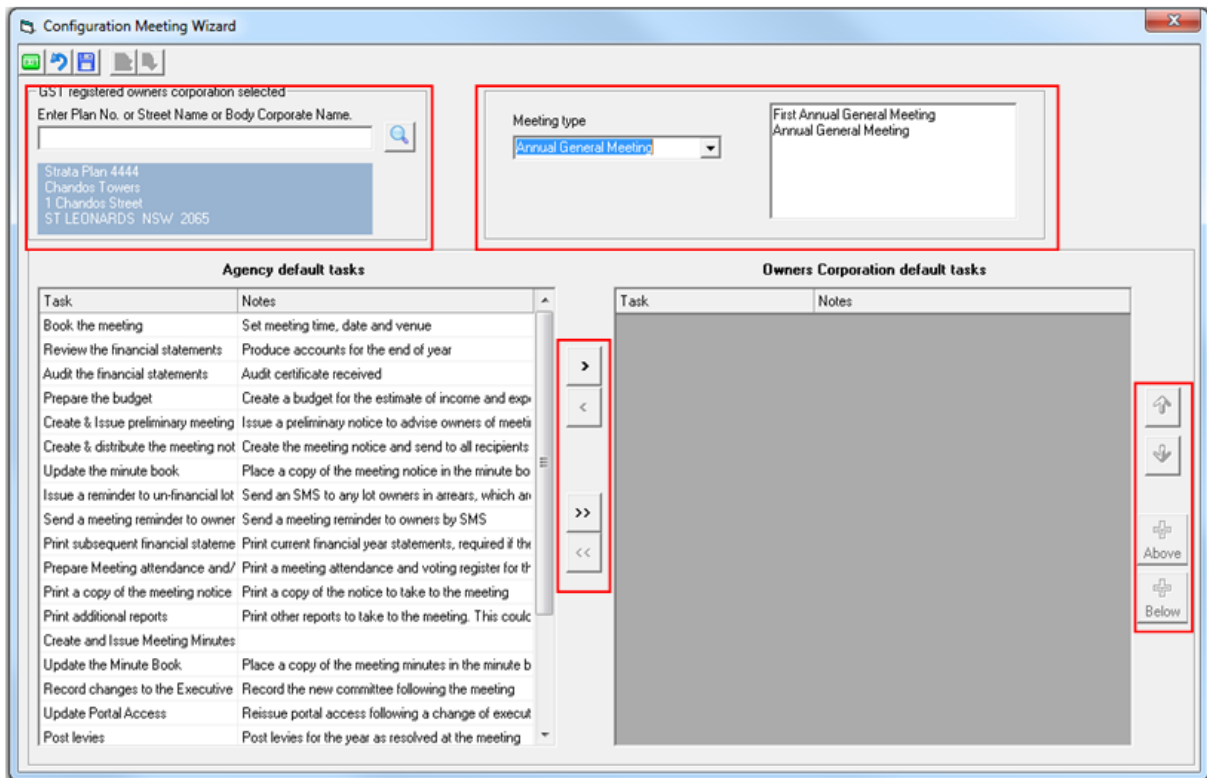 Configuration Meeting Wizard
GST registered owners corporation selected
Enter Plan No. or Street Name or Body Corporate Name.
Strata Plan 4444
Chandos Towers
1 Chandos Street
ST LEONARDS NSW 2065
Meeting type
Annual General Meeting
First Annual General Meeting
Annual General Meeting
Agency default tasks
Task Notes
Book the meeting Set meeting time, date and venue
Review the financial statements Produce accounts for the end of year
Audit the financial statements Audit certificate received
Prepare the budget Create a budget for the estimate of income and expe
Create & Issue preliminary meeting Issue a preliminary notice to advise owners of meeti
Create & distribute the meeting not Create the meeting notice and send to all recipients
Update the minute book Place a copy of the meeting notice in the minute bo
Issue a reminder to un-financial lot Send an SMS to any lot owners in arrears, which are
Send a meeting reminder to owner Send a meeting reminder to owners by SMS
Print subsequent financial stateme Print current financial year statements, required if the
Prepare Meeting attendance and/ Print a meeting attendance and voting register for th
Print a copy of the meeting notice Print a copy of the notice to take to the meeting
Print additional reports Print other reports to take to the meeting. This could
Create and Issue Meeting Minutes
Update the Minute Book Place a copy of the meeting minutes in the minute b
Record changes to the Executive Record the new committee following the meeting
Update Portal Access Reissue portal access following a change of execut
Post levies Post levies for the year as resolved at the meeting
>
<
>>
<<
Owners Corporation default tasks
Task Notes
Above
Below